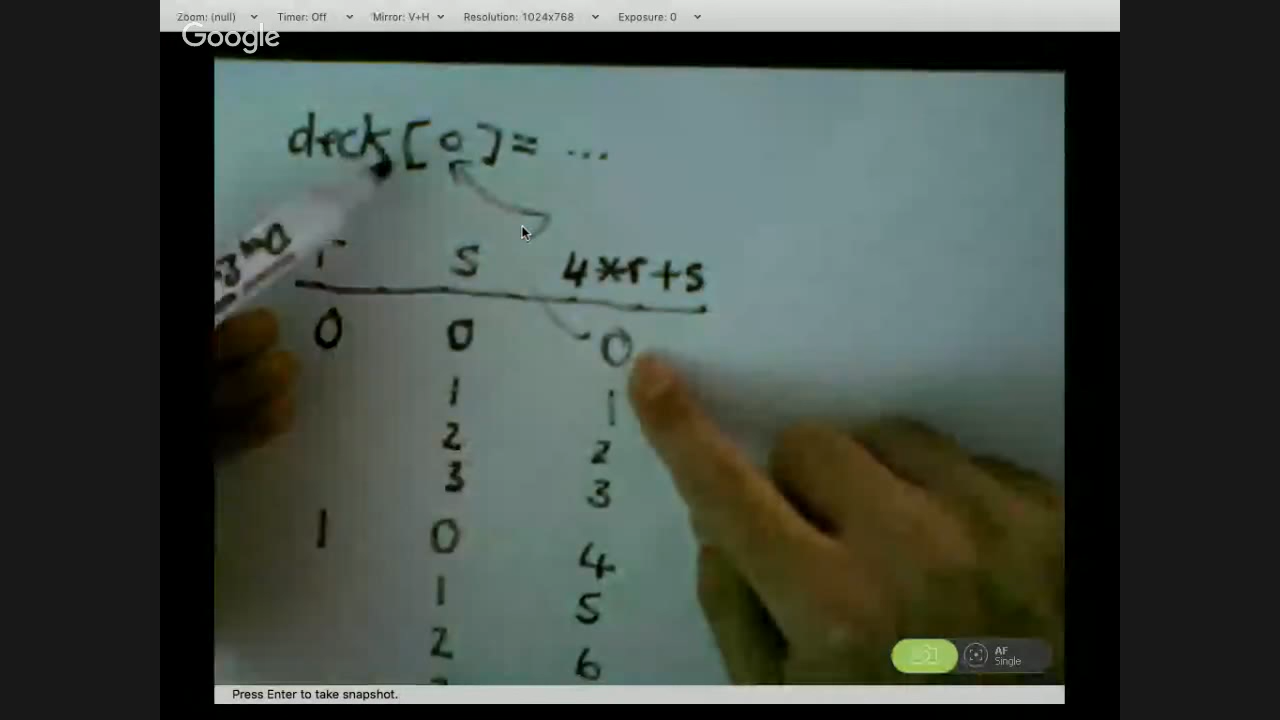 Zoom: (null) Timer: Off Mirror: V+H Resolution: 1024x768 Exposure: 0
Google
deck[0]= ...
r s 4*r+s
0 0 0
1 1
2 2
3 3
1 0 4
1 5
2 6
AF
Single
Press Enter to take snapshot.